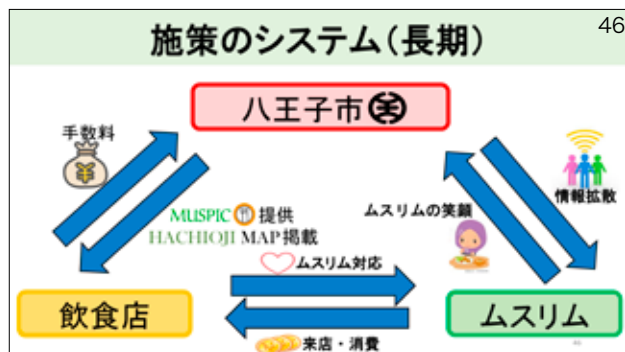 施策のシステム(長期)
46
八王子市
手数料
情報拡散
MUSPIC 提供
HACHIOJI MAP掲載
ムスリムの笑顔
ムスリム対応
飲食店
ムスリム
来店・消費
46